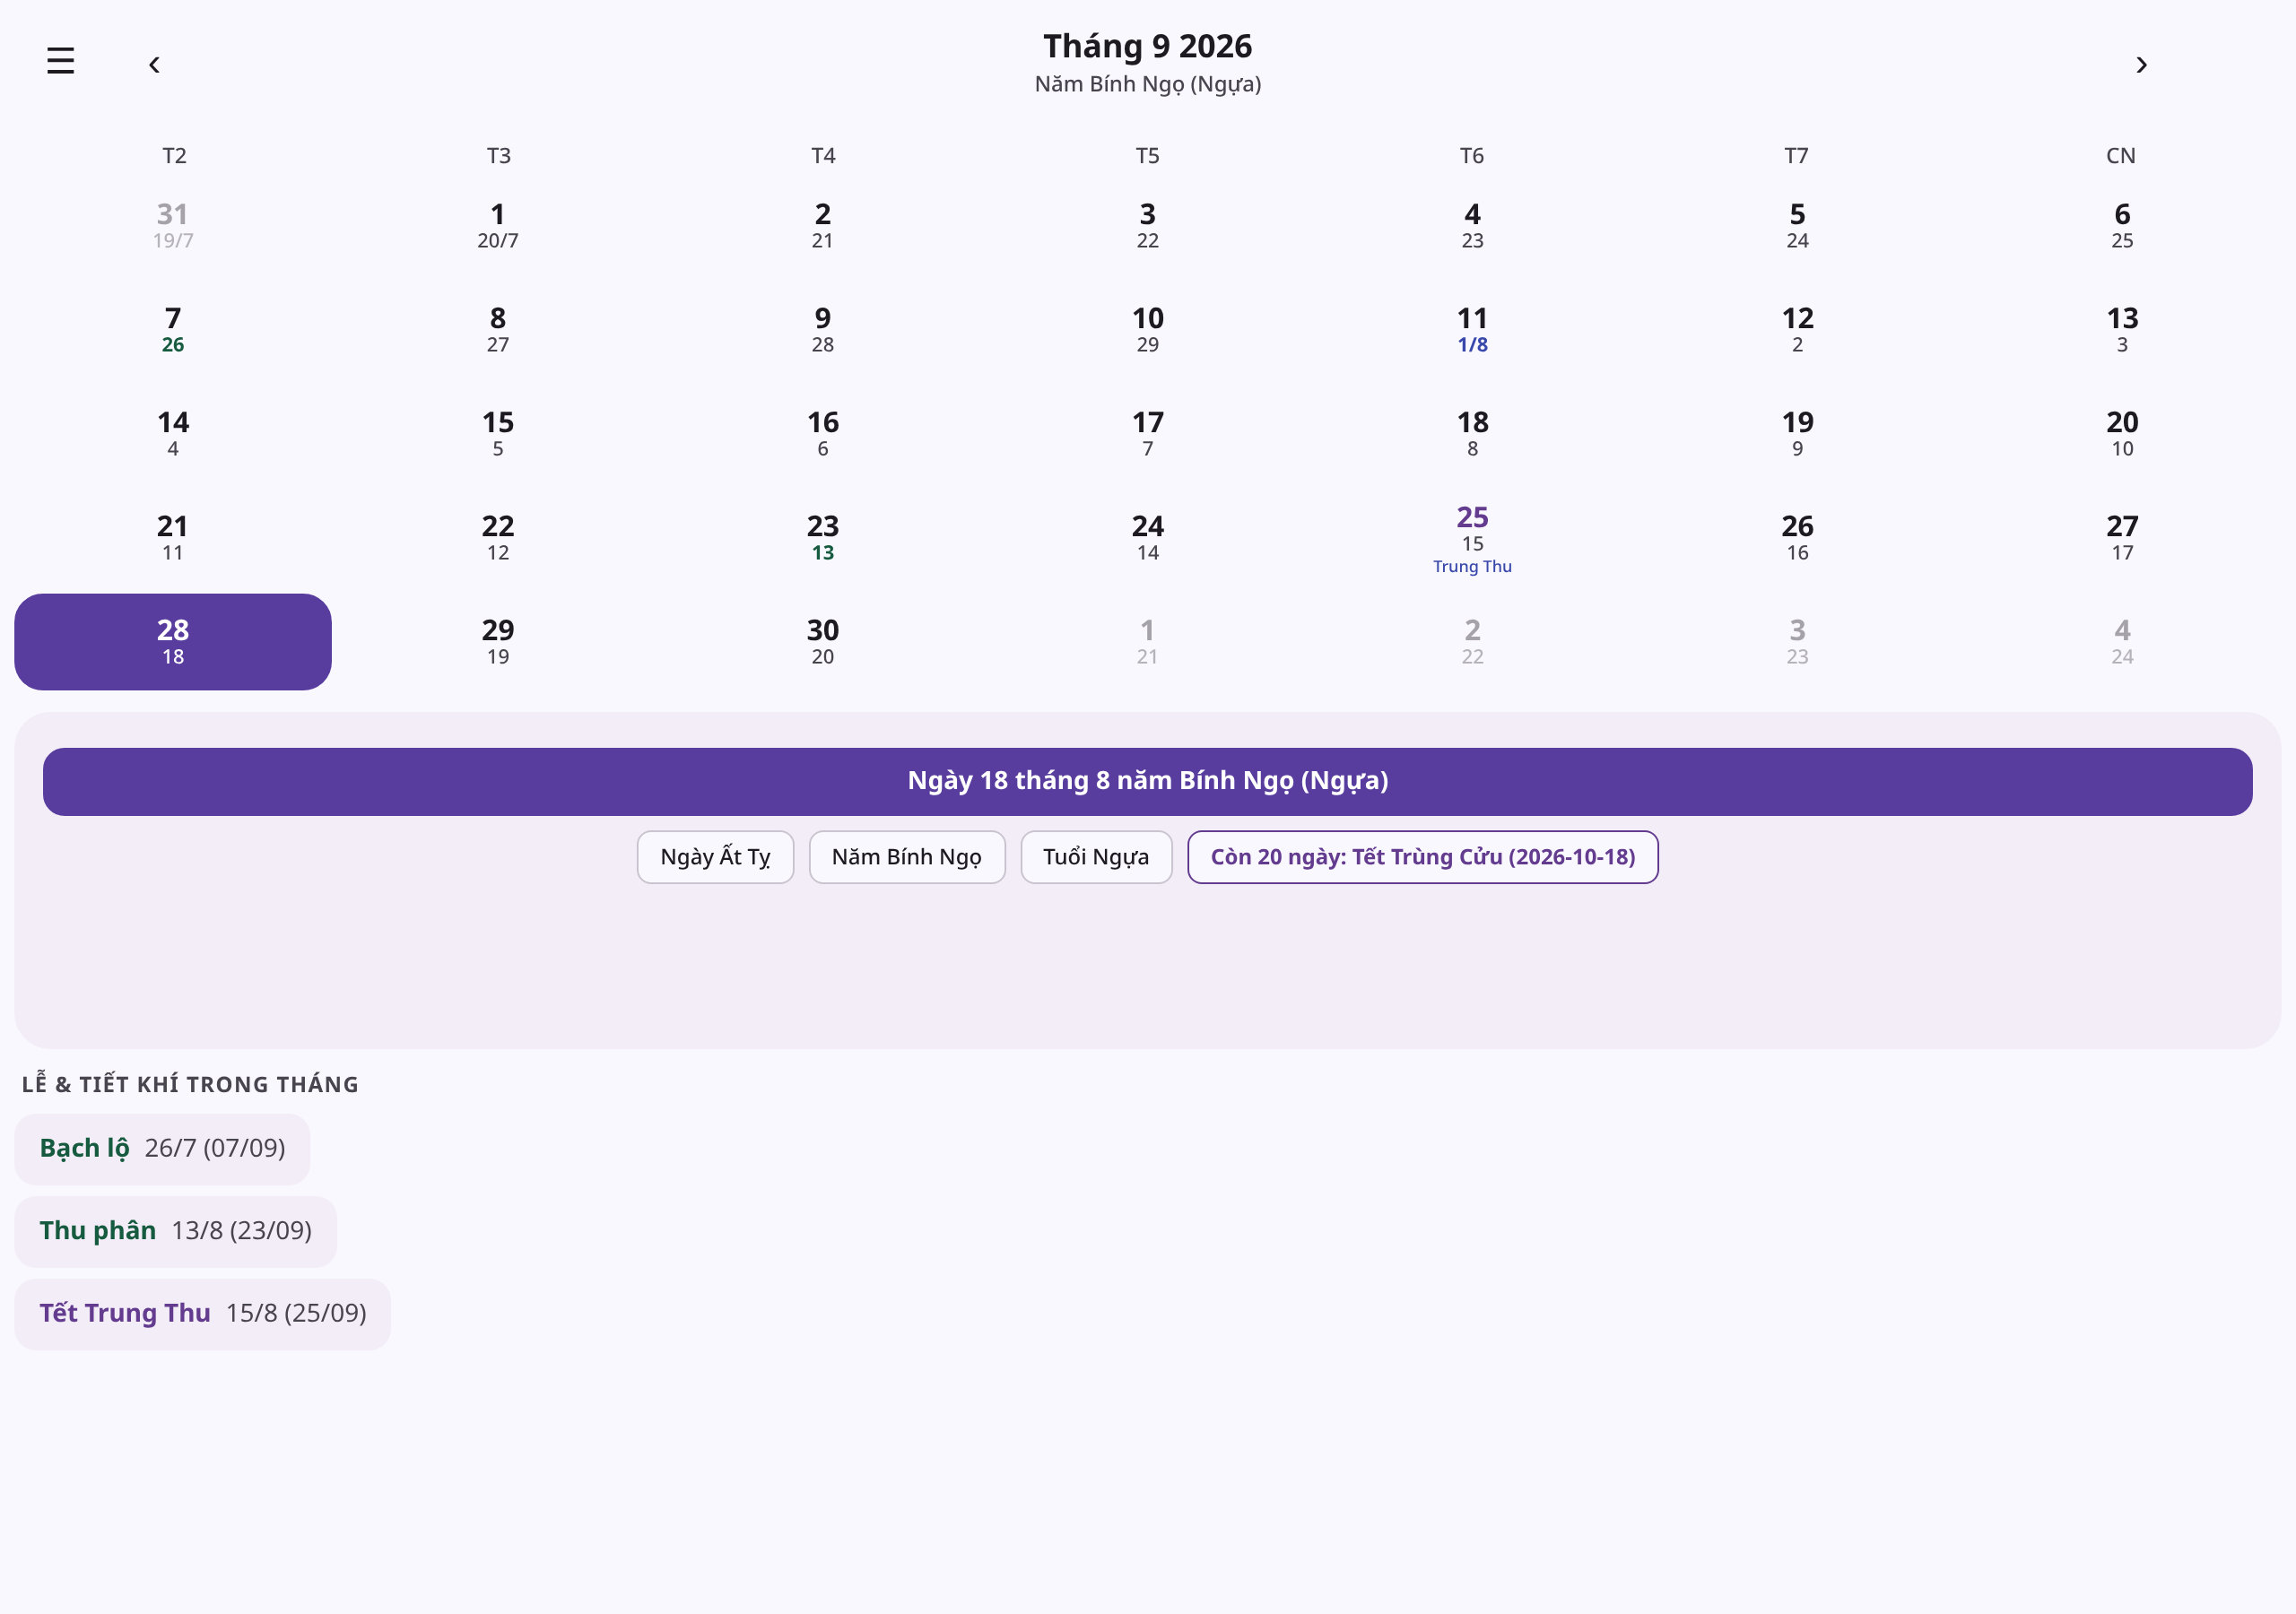 ☰ ‹ Tháng 9 2026 ›
Năm Bính Ngọ (Ngựa)
T2 T3 T4 T5 T6 T7 CN
31 1 2 3 4 5 6
19/7 20/7 21 22 23 24 25
7 8 9 10 11 12 13
26 27 28 29 1/8 2 3
14 15 16 17 18 19 20
4 5 6 7 8 9 10
21 22 23 24 25 26 27
11 12 13 14 15 16 17
Trung Thu
28 29 30 1 2 3 4
18 19 20 21 22 23 24
Ngày 18 tháng 8 năm Bính Ngọ (Ngựa)
Ngày Ất Tỵ Năm Bính Ngọ Tuổi Ngựa Còn 20 ngày: Tết Trùng Cửu (2026-10-18)
LỄ & TIẾT KHÍ TRONG THÁNG
Bạch lộ 26/7 (07/09)
Thu phân 13/8 (23/09)
Tết Trung Thu 15/8 (25/09)